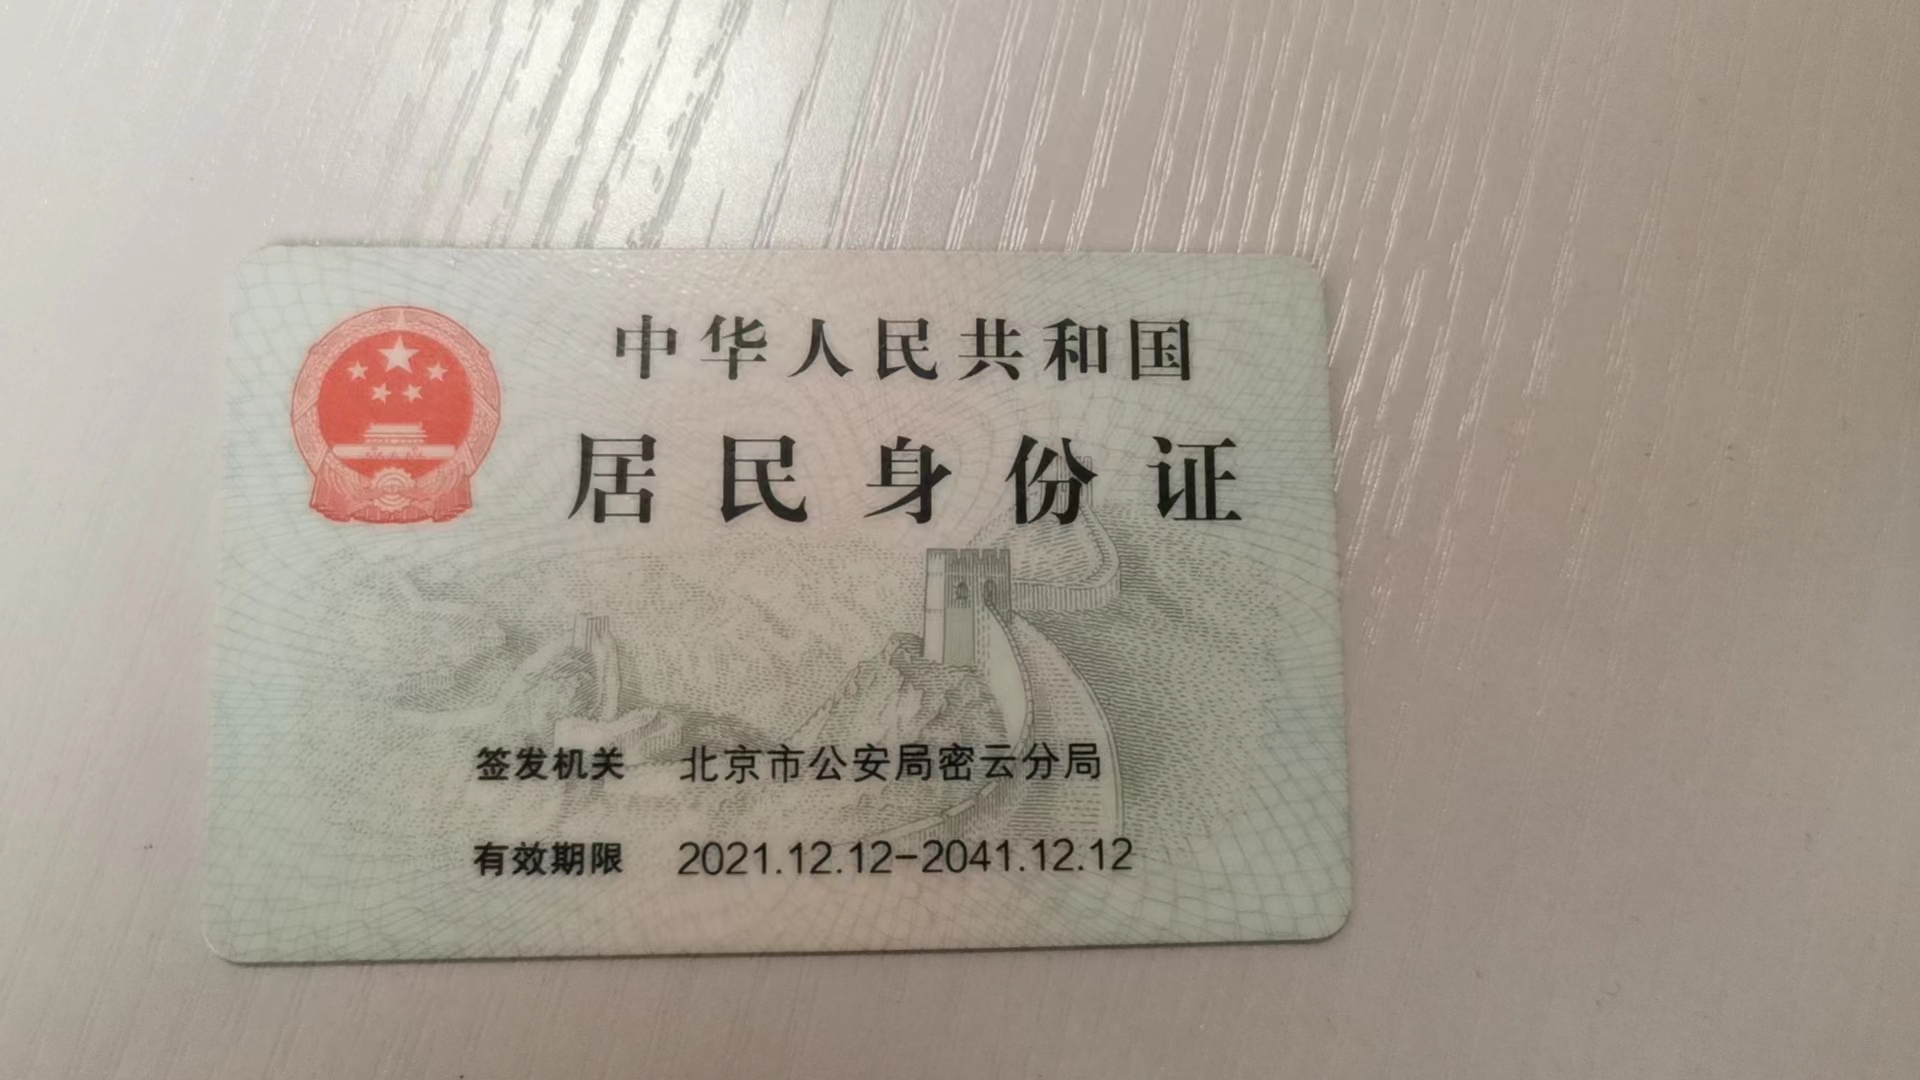 中华人民共和国
居民身份证
签发机关 北京市公安局密云分局
有效期限 2021.12.12-2041.12.12